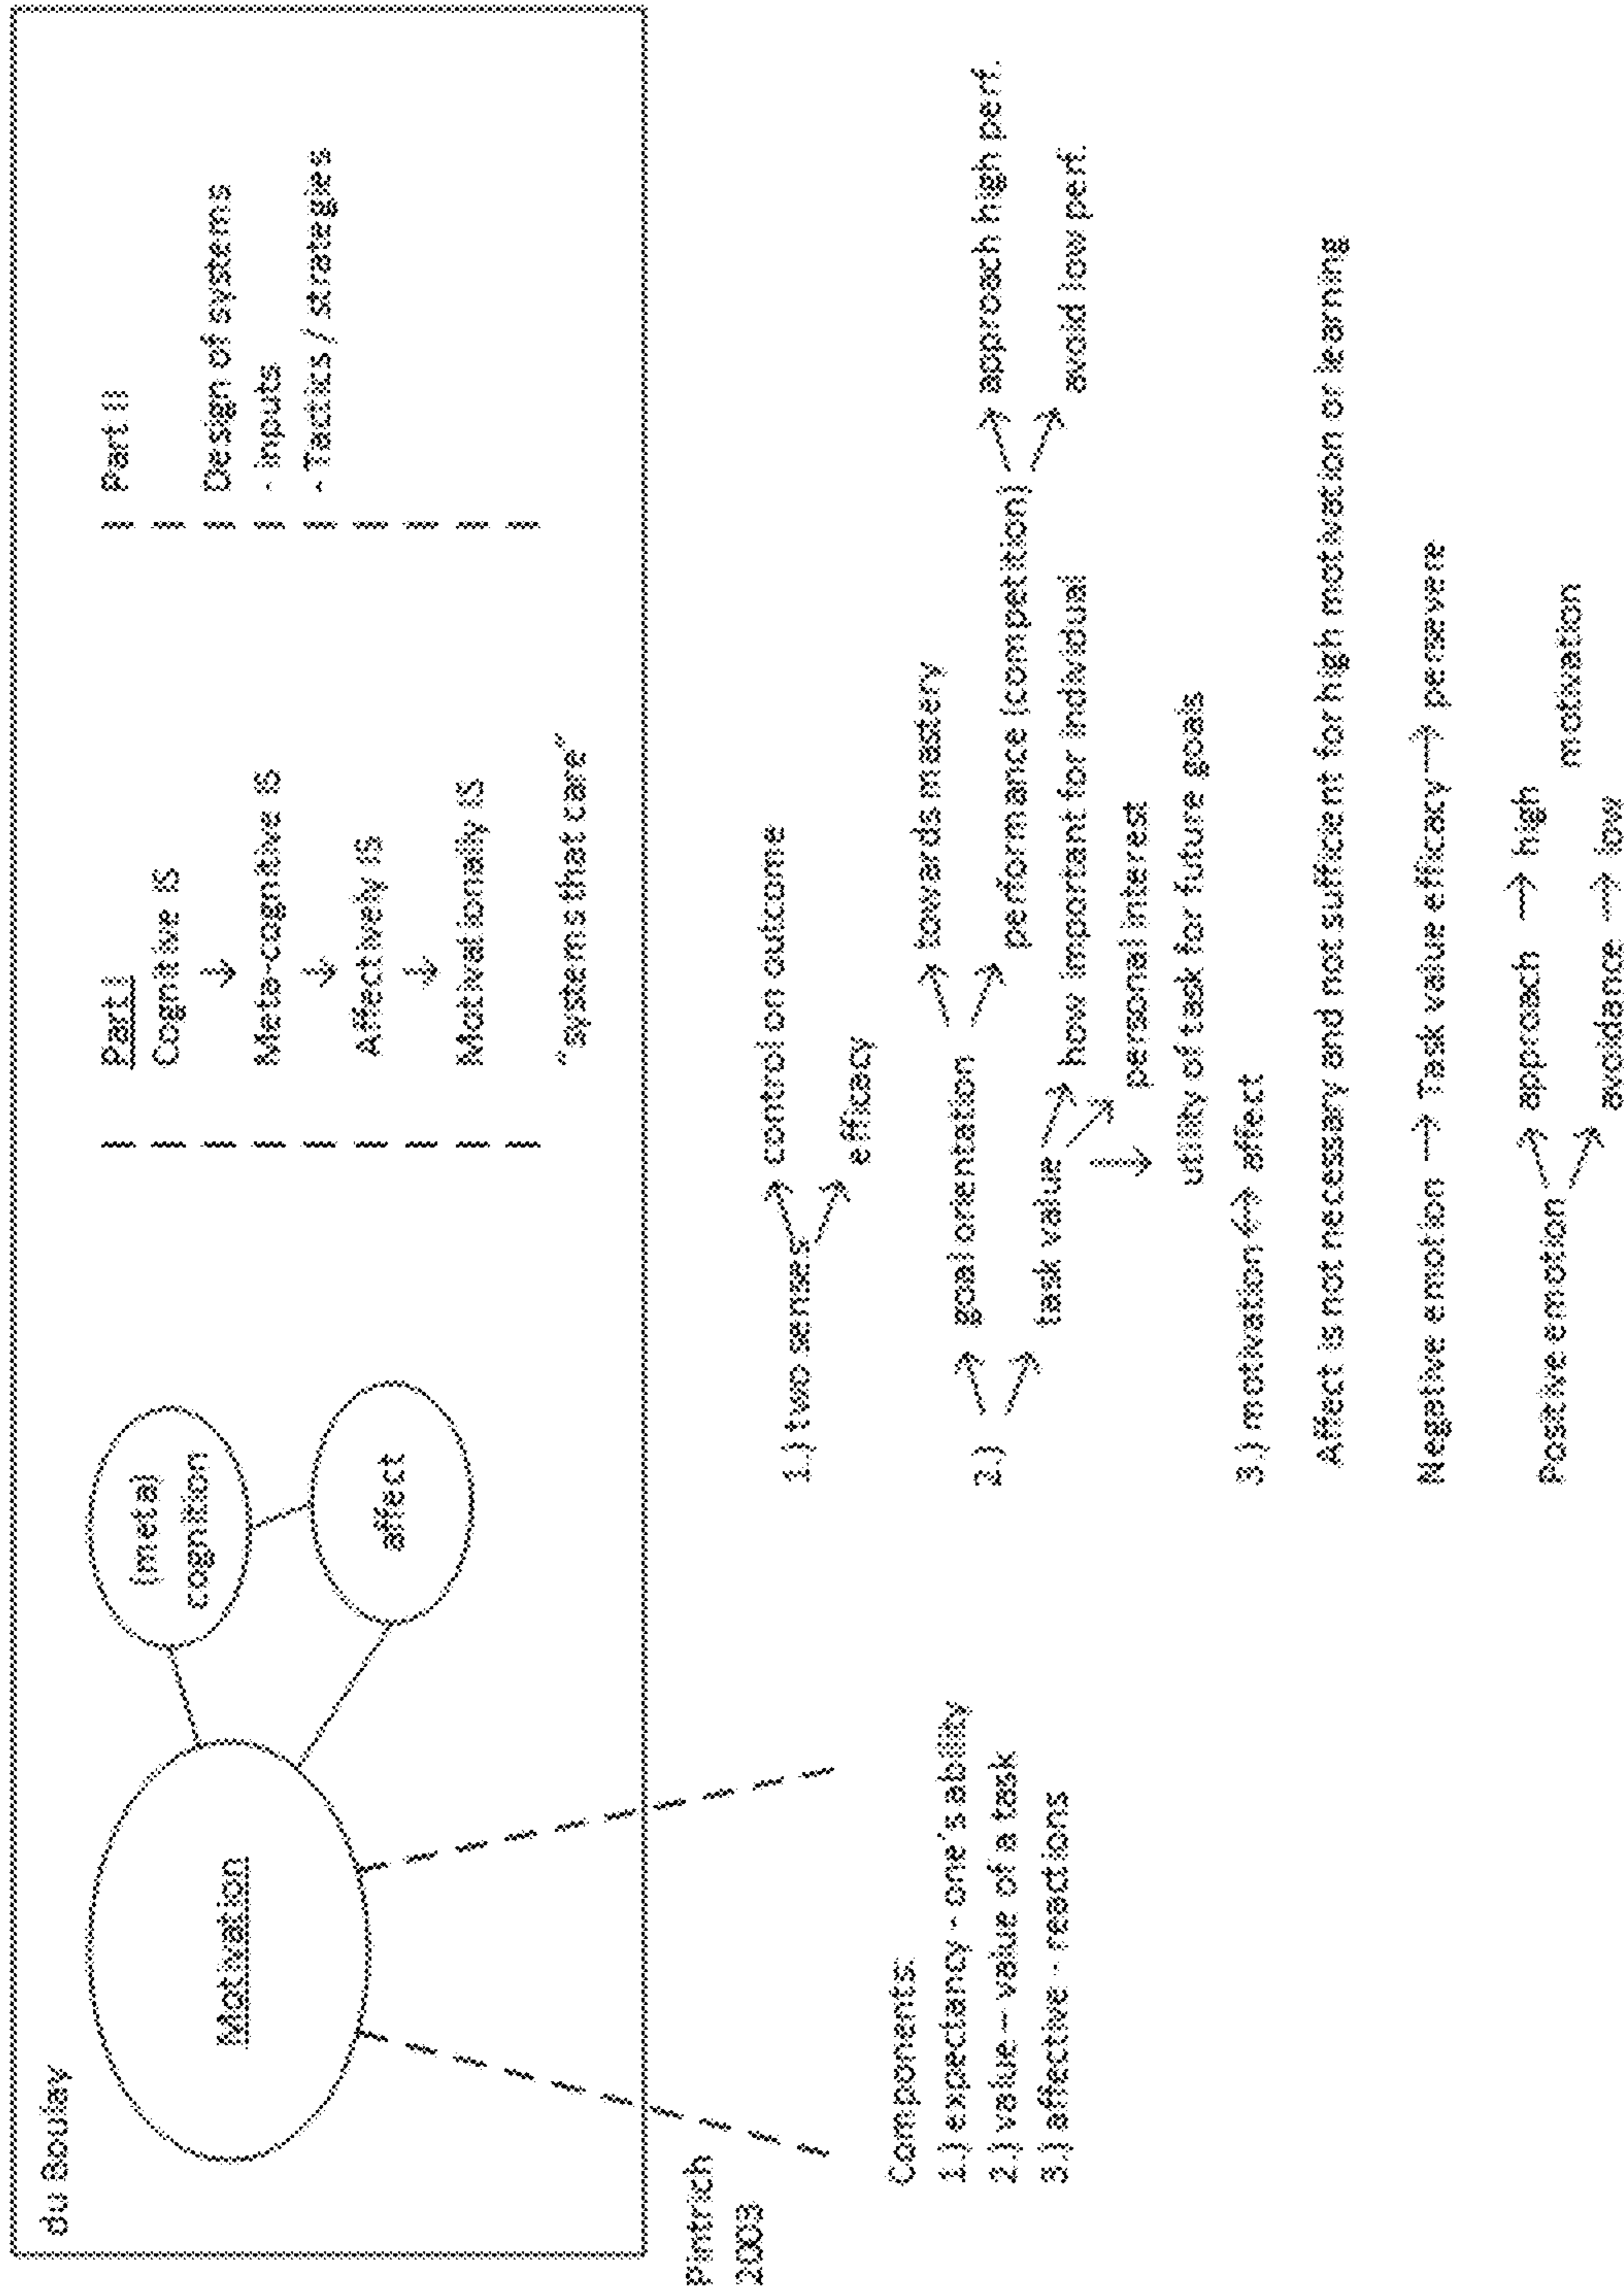 du Boulay
Motivation
(meta)
cognition
affect
Part I
Cognitive IS
↓
Meta-cognitive IS
↓
Affectively IS
↓
Motivationally IS
"systems that care"
Part II
Design of systems
- Inputs
- Tactics / strategies
Pintrich
2003
Components:
1.) expectancy - one's ability
2.) value – value of a task
3.) affective - reactions
1.) two senses
control on outcome
efficacy
2.)
goal orientation
towards mastery
performance (competition)
approach high perf.
avoid low perf.
task value
how important for individual
personal interest
utility of task for future goals
3.) motivation ↔ affect
Affect is not necessary and not sufficient for high motivation or learning
Negative emotion → Task value efficacy → persevere
Positive emotion
approach → high
avoidance → low
motivation